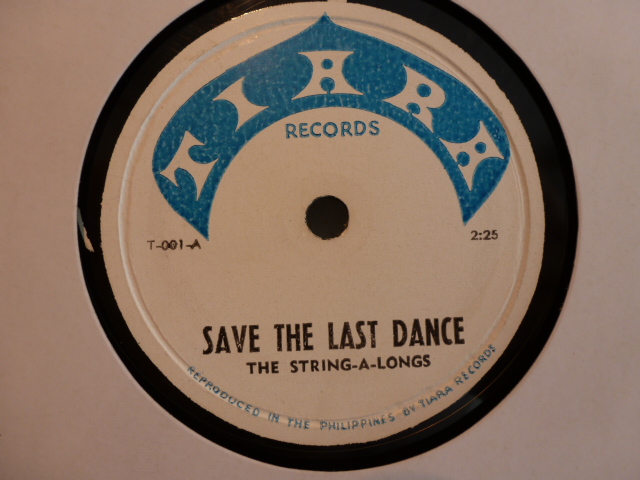 TIARA
RECORDS
T-001-A
2:25
SAVE THE LAST DANCE
THE STRING-A-LONGS
REPRODUCED IN THE PHILIPPINES BY TIARA RECORDS